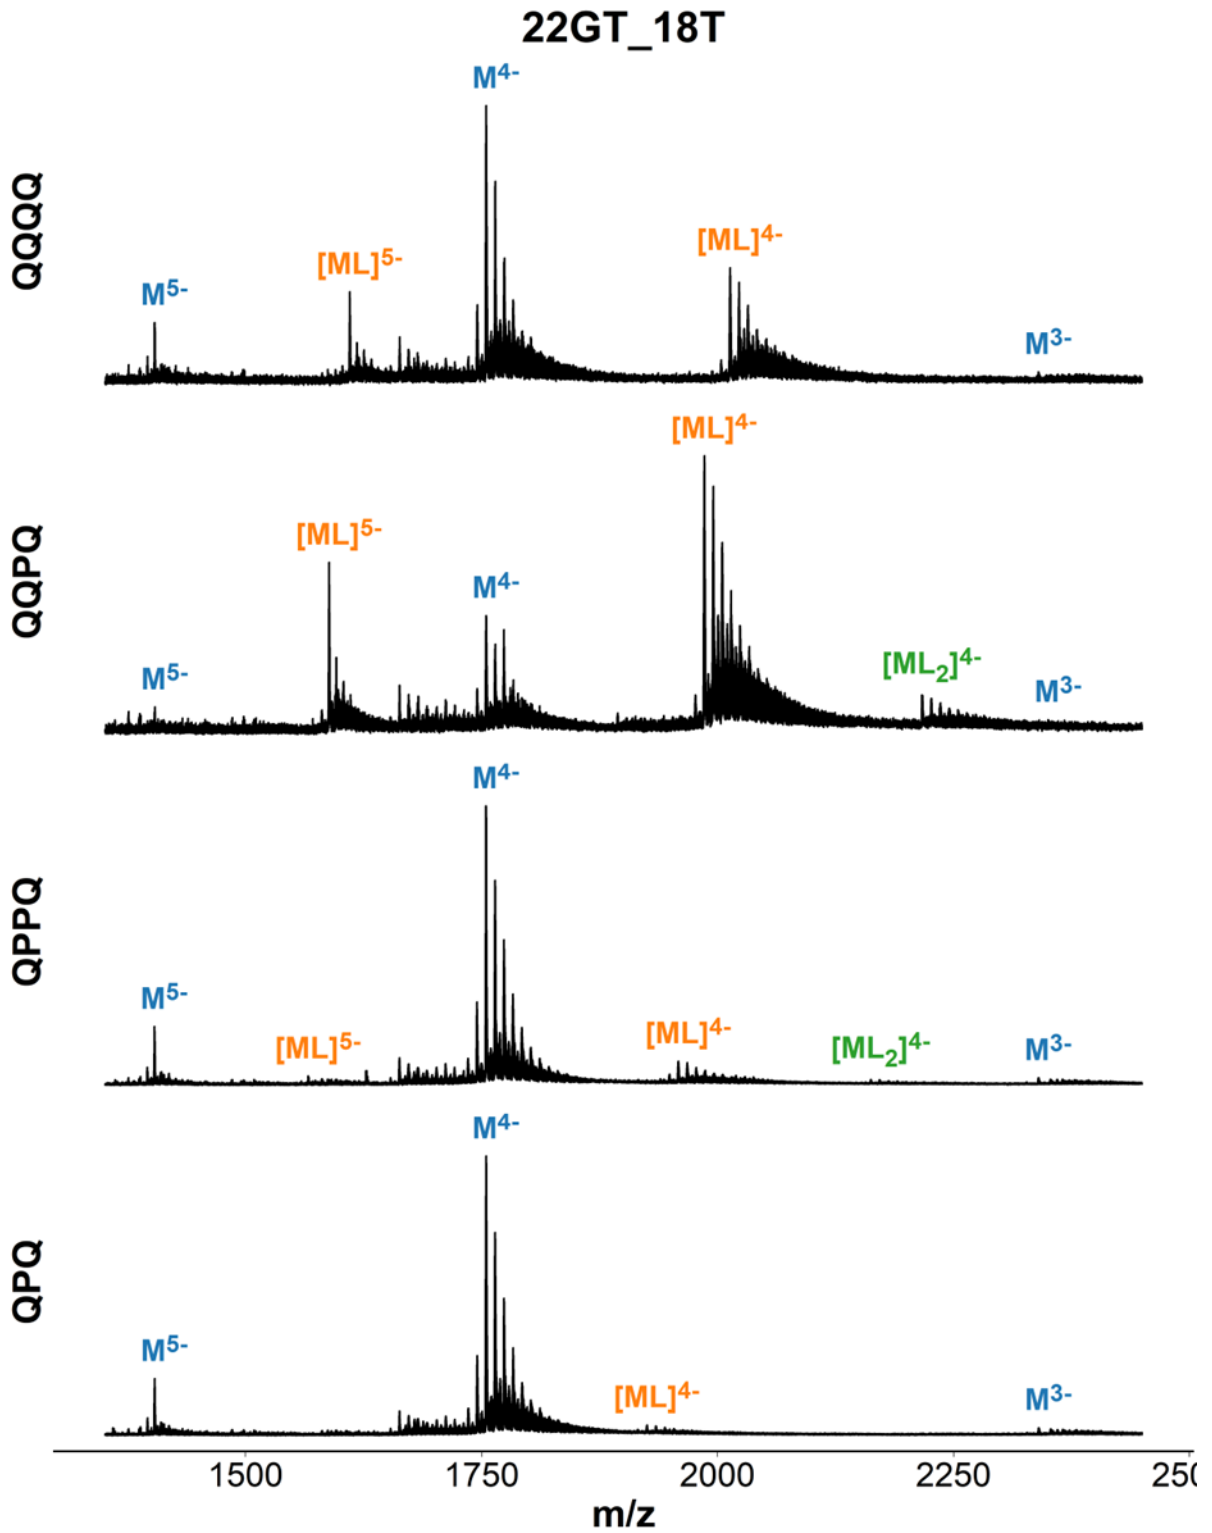 22GT_18T
QQQQ
M5-
[ML]5-
M4-
[ML]4-
M3-
QQPQ
M5-
[ML]5-
M4-
[ML]4-
[ML2]4-
M3-
QPPQ
M5-
[ML]5-
M4-
[ML]4-
[ML2]4-
M3-
QPQ
M5-
M4-
[ML]4-
M3-
1500 1750 2000 2250 250
m/z